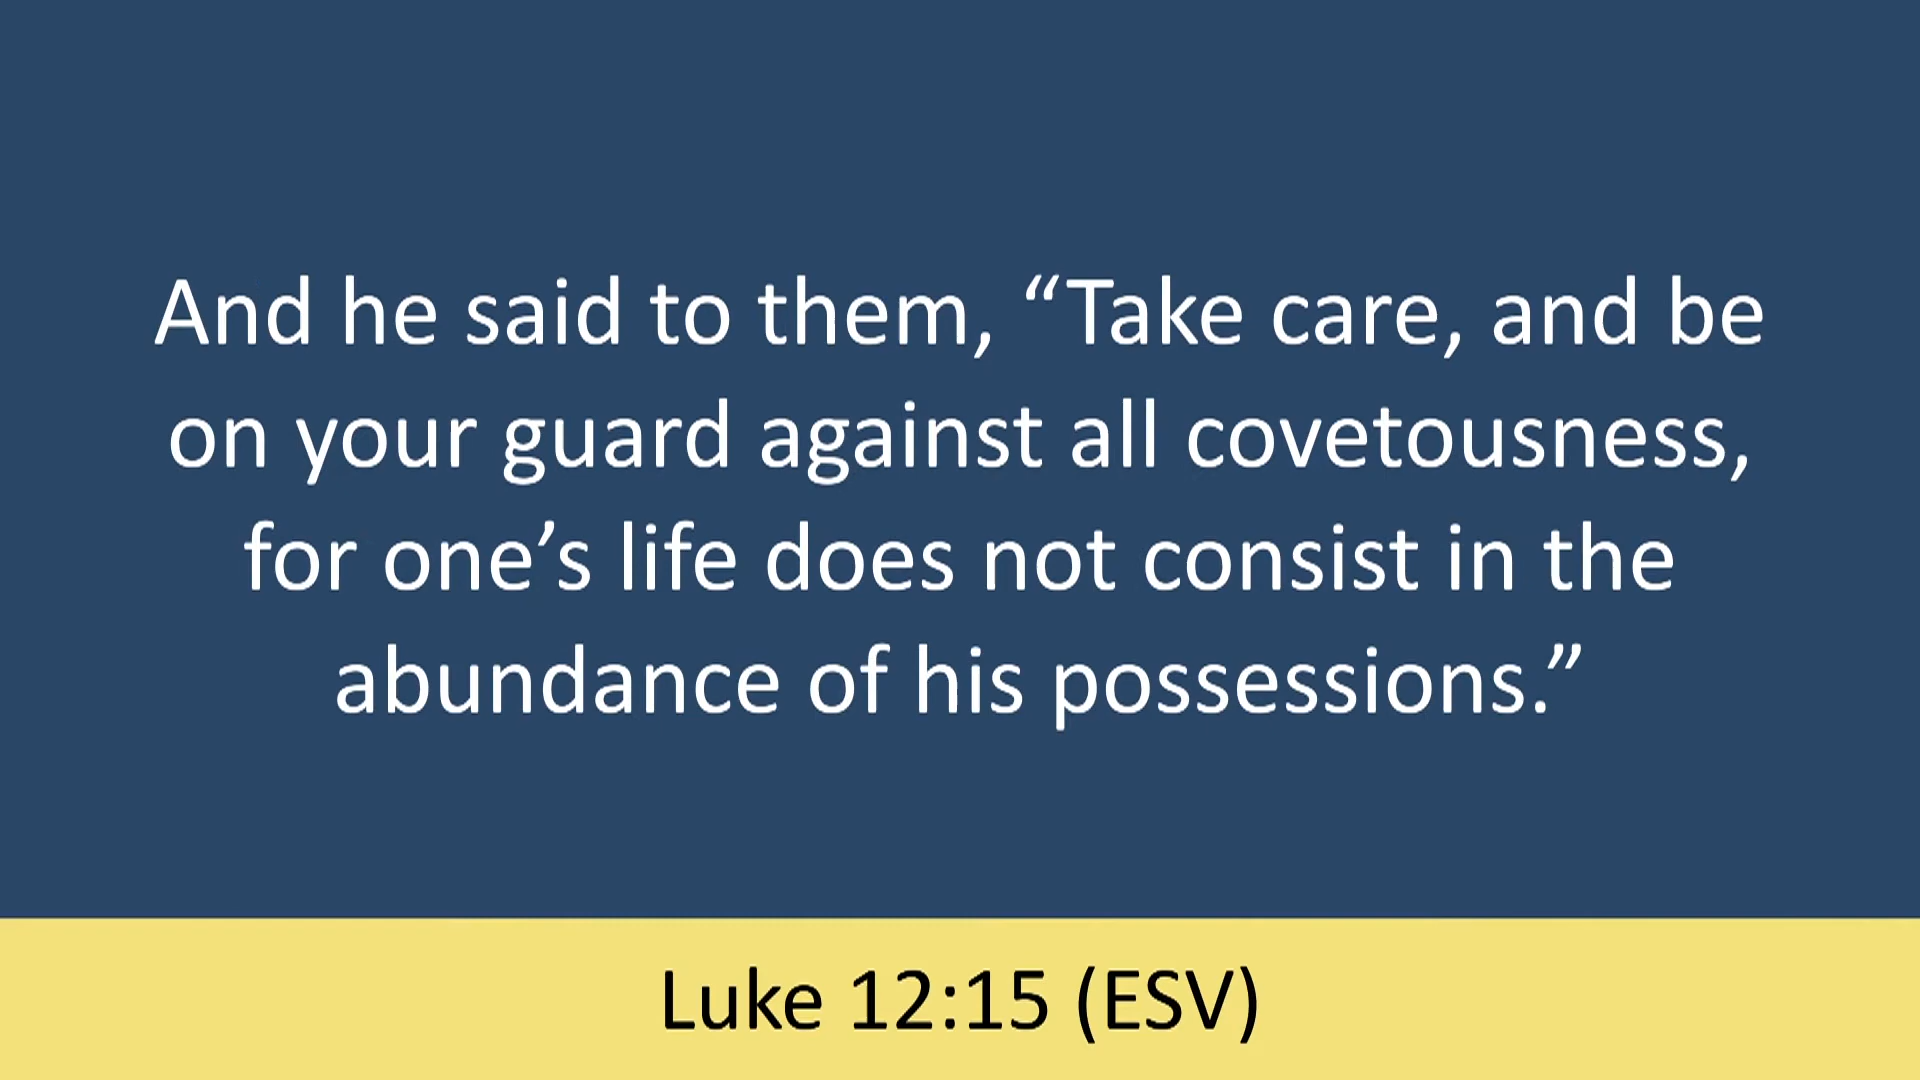 And he said to them, “Take care, and be
on your guard against all covetousness,
for one’s life does not consist in the
abundance of his possessions.”
Luke 12:15 (ESV)